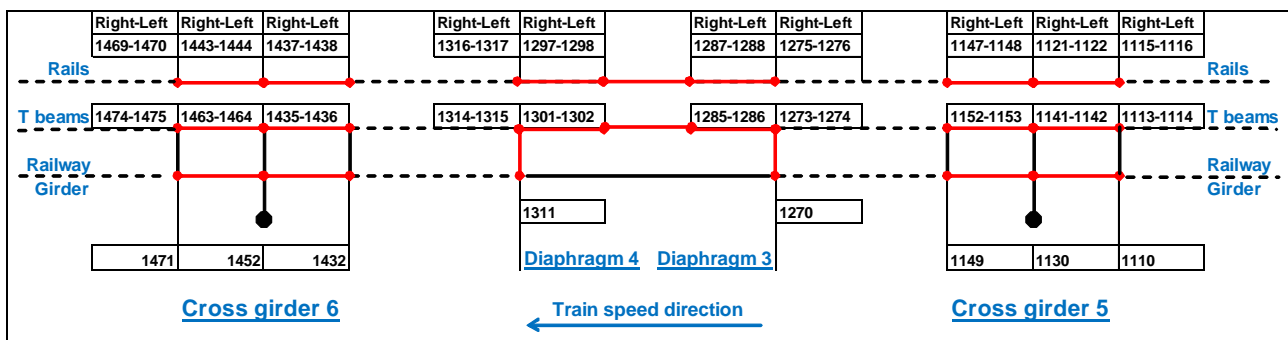 Right-Left Right-Left Right-Left Right-Left Right-Left Right-Left Right-Left Right-Left Right-Left Right-Left
1469-1470 1443-1444 1437-1438 1316-1317 1297-1298 1287-1288 1275-1276 1147-1148 1121-1122 1115-1116
Rails Rails
T beams 1474-1475 1463-1464 1435-1436 1314-1315 1301-1302 1285-1286 1273-1274 1152-1153 1141-1142 1113-1114 T beams
Railway Railway
Girder Girder
1311 1270
1471 1452 1432 Diaphragm 4 Diaphragm 3 1149 1130 1110
Cross girder 6 Train speed direction Cross girder 5